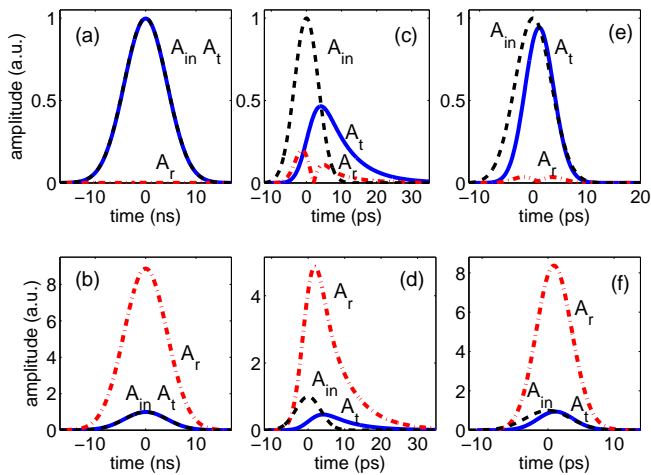 (a)
A_in A_t
A_r
1
0.5
0
−10 0 10
time (ns)
amplitude (a.u.)
(c)
A_in
A_t
A_r
1
0.5
0
−10 0 10 20 30
time (ps)
(e)
A_in
A_t
A_r
1
0.5
0
−10 0 10 20
time (ps)
(b)
A_r
A_in A_t
8
6
4
2
0
−10 0 10
time (ns)
amplitude (a.u.)
(d)
A_in
A_t
4
2
0
−10 0 10 20 30
time (ps)
(f)
A_r
A_in A_t
8
6
4
2
0
−10 0 10
time (ps)